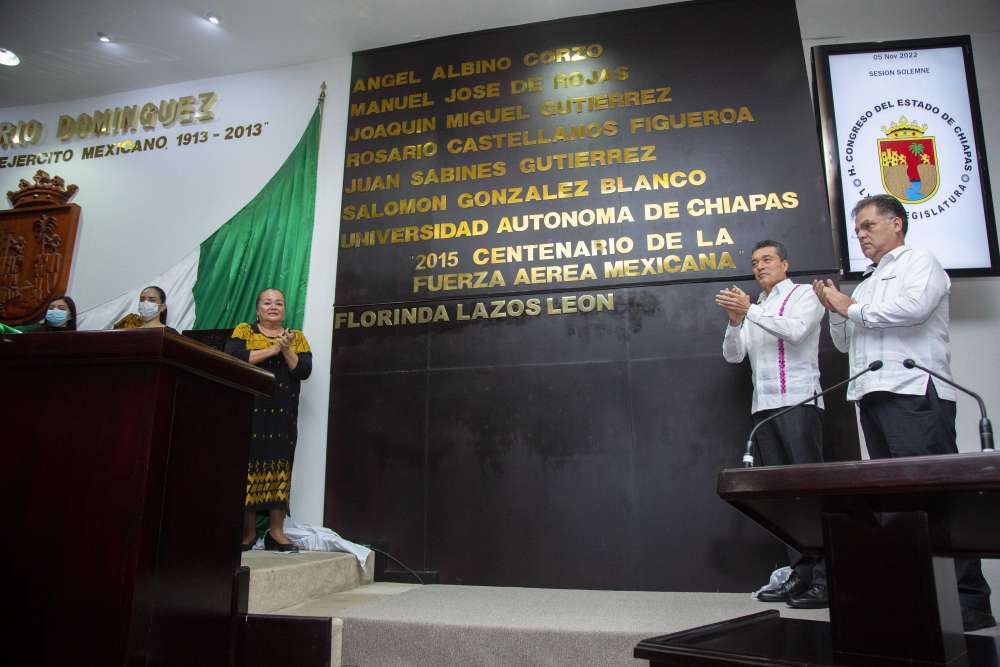 RIO DOMINGUEZ
EJERCITO MEXICANO, 1913 - 2013"
ANGEL ALBINO CORZO
MANUEL JOSE DE ROJAS
JOAQUIN MIGUEL GUTIERREZ
ROSARIO CASTELLANOS FIGUEROA
JUAN SABINES GUTIERREZ
SALOMON GONZALEZ BLANCO
UNIVERSIDAD AUTONOMA DE CHIAPAS
"2015 CENTENARIO DE LA
FUERZA AEREA MEXICANA"
FLORINDA LAZOS LEON
05 Nov 2022
SESION SOLEMNE
H. CONGRESO DEL ESTADO DE CHIAPAS
LEGISLATURA